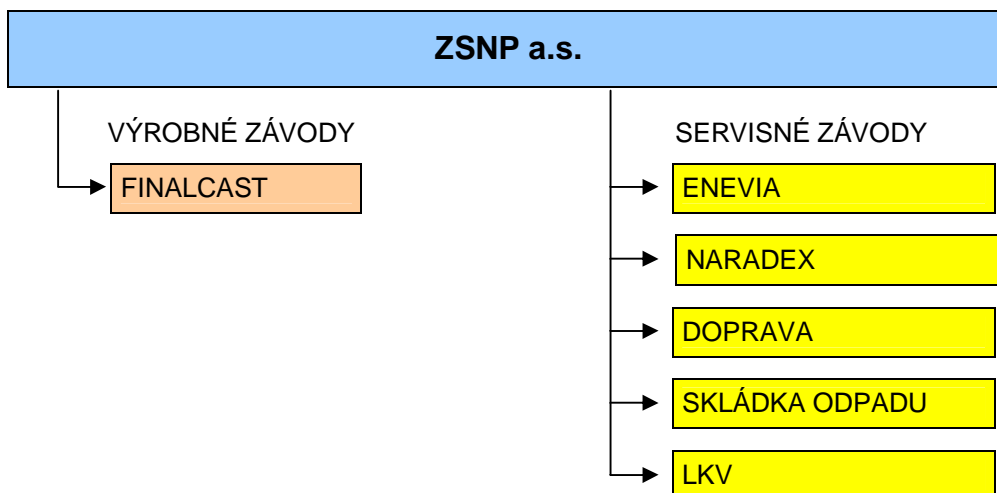 ZSNP a.s.
VÝROBNÉ ZÁVODY
FINALCAST
SERVISNÉ ZÁVODY
ENEVIA
NARADEX
DOPRAVA
SKLÁDKA ODPADU
LKV